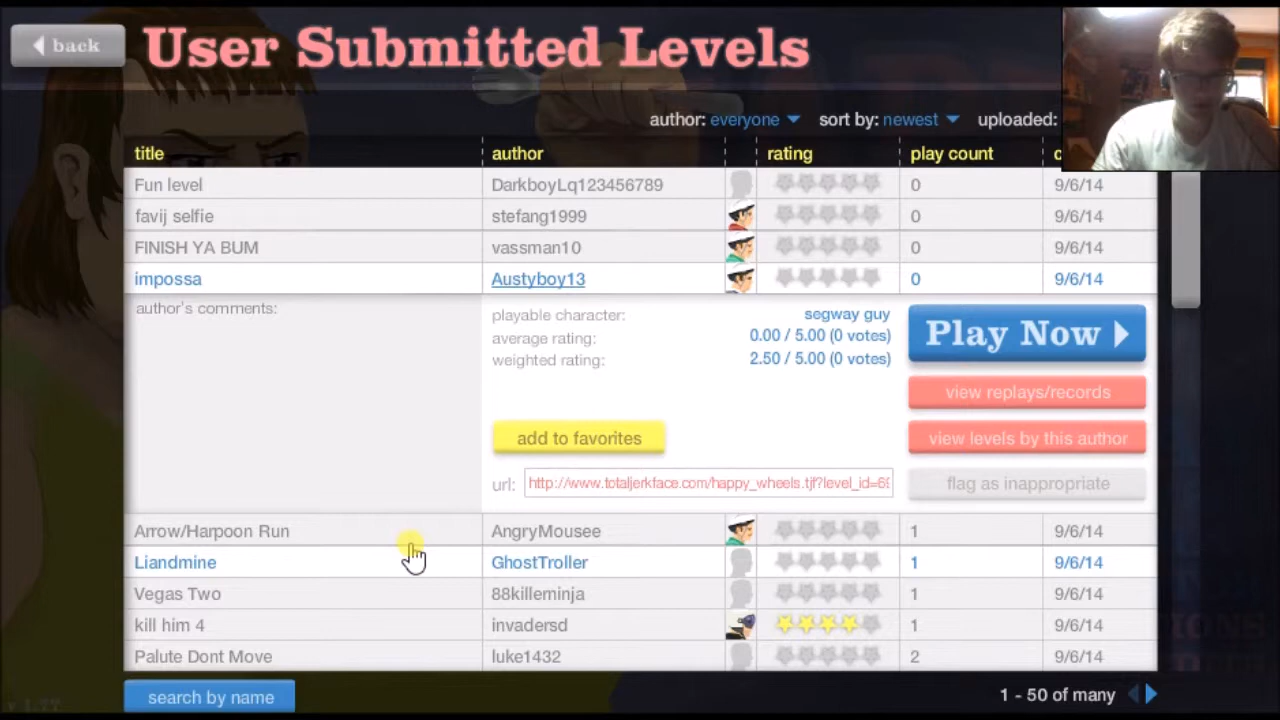 back
User Submitted Levels
author: everyone sort by: newest uploaded:
title author rating play count
Fun level DarkboyLq123456789 0 9/6/14
favij selfie stefang1999 0 9/6/14
FINISH YA BUM vassman10 0 9/6/14
impossa Austyboy13 0 9/6/14
author's comments:
playable character: segway guy
average rating: 0.00 / 5.00 (0 votes)
weighted rating: 2.50 / 5.00 (0 votes)
Play Now
view replays/records
add to favorites
view levels by this author
url: http://www.totaljerkface.com/happy_wheels.tjf?level_id=69
flag as inappropriate
Arrow/Harpoon Run AngryMousee 1 9/6/14
Liandmine GhostTroller 1 9/6/14
Vegas Two 88killeminja 1 9/6/14
kill him 4 invadersd 1 9/6/14
Palute Dont Move luke1432 2 9/6/14
search by name
1 - 50 of many